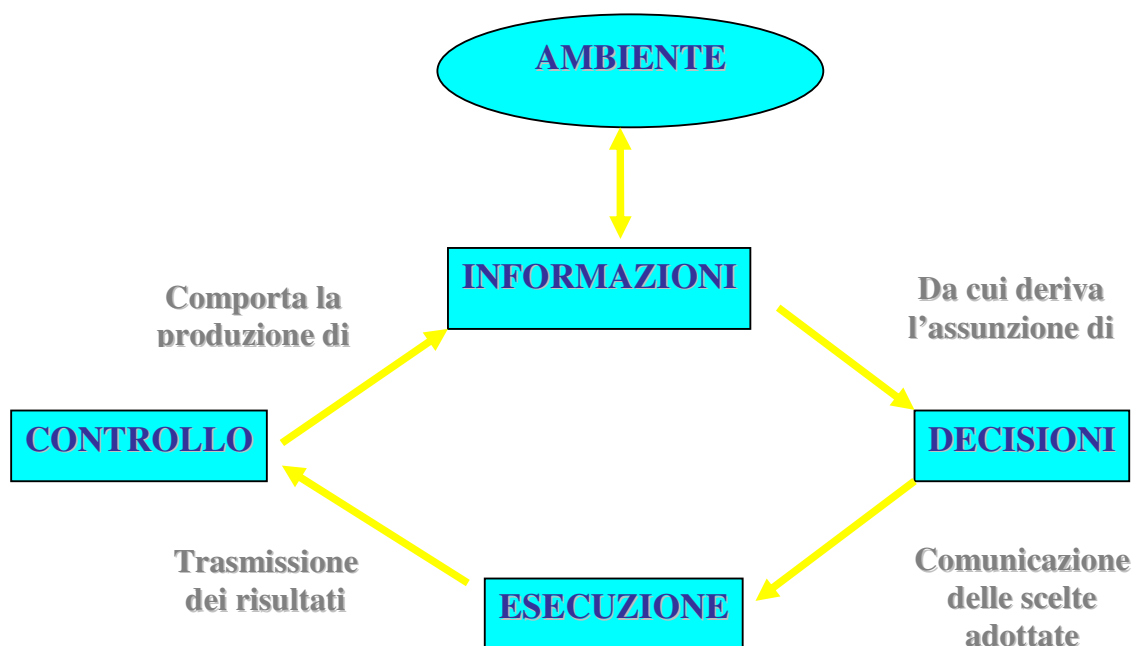 AMBIENTE
INFORMAZIONI
Comporta la
produzione di
Da cui deriva
l’assunzione di
CONTROLLO
DECISIONI
Trasmissione
dei risultati
Comunicazione
delle scelte
adottate
ESECUZIONE